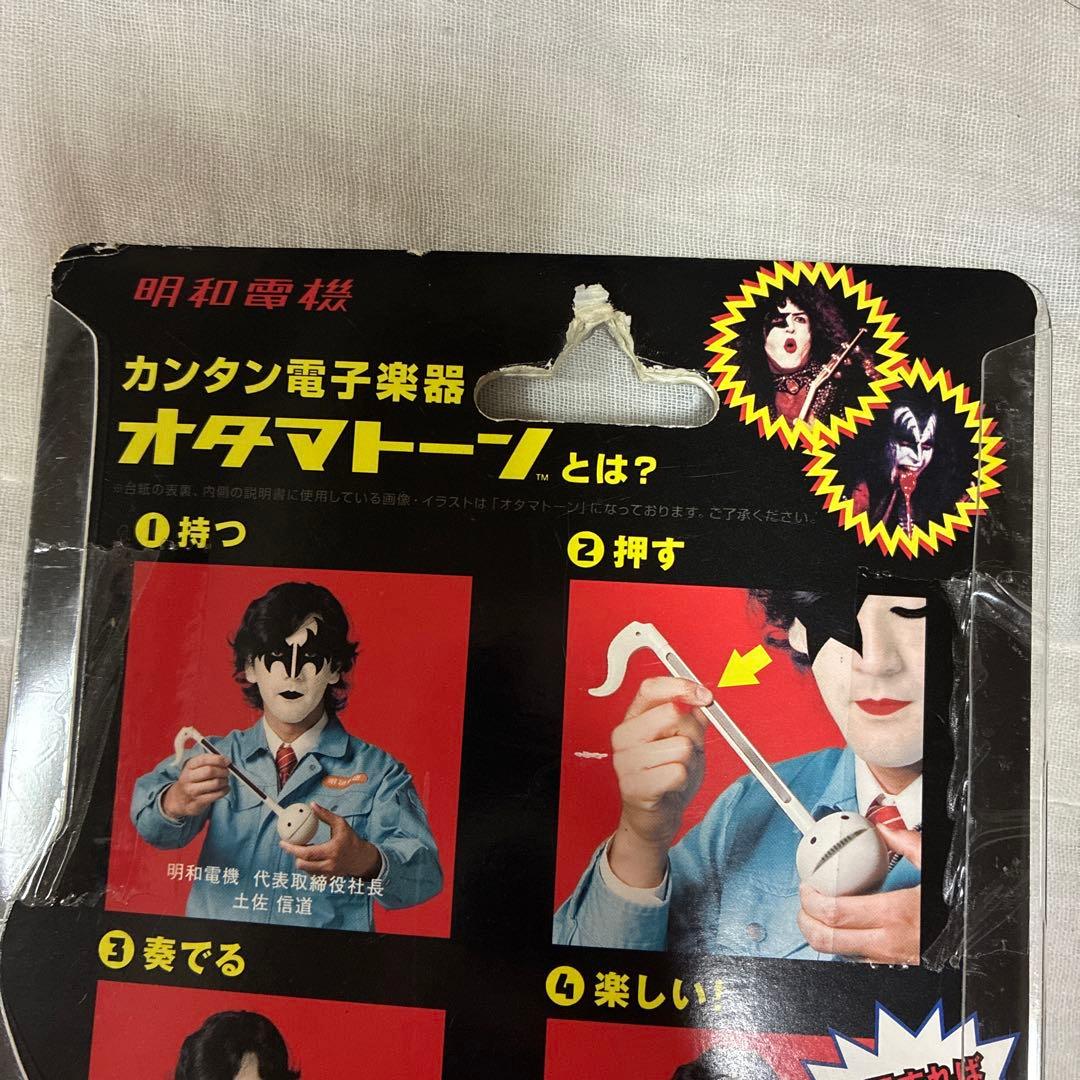 明和電機
カンタン電子楽器
オタマトーン™とは?
※台紙の表裏、内側の説明書に使用している画像・イラストは「オタマトーン」になっております。ご了承ください。
1 持つ
2 押す
明和電機 代表取締役社長
土佐 信道
3 奏でる
4 楽しい!